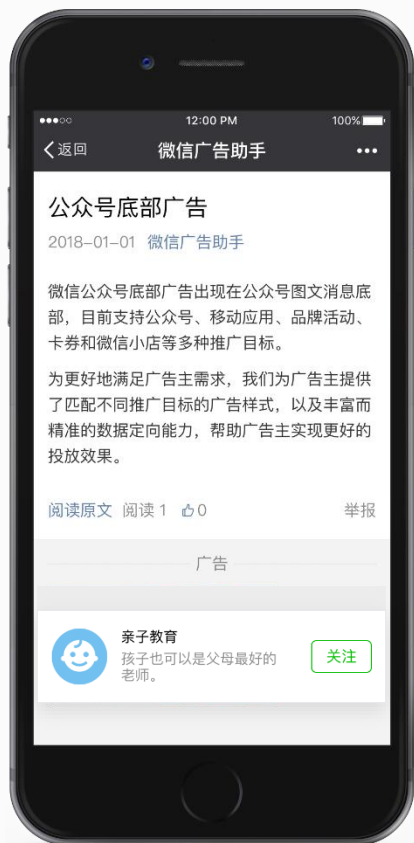 12:00 PM
100%
返回
微信广告助手
公众号底部广告
2018-01-01 微信广告助手
微信公众号底部广告出现在公众号图文消息底
部，目前支持公众号、移动应用、品牌活动、
卡券和微信小店等多种推广目标。
为更好地满足广告主需求，我们为广告主提供
了匹配不同推广目标的广告样式，以及丰富而
精准的数据定向能力，帮助广告主实现更好的
投放效果。
阅读原文 阅读 1 0 举报
广告
亲子教育
孩子也可以是父母最好的
老师。
关注